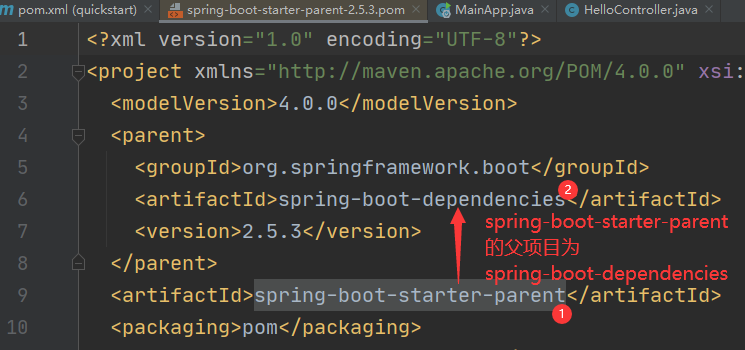 pom.xml (quickstart) spring-boot-starter-parent-2.5.3.pom MainApp.java HelloController.java
1 <?xml version="1.0" encoding="UTF-8"?>
2 <project xmlns="http://maven.apache.org/POM/4.0.0" xsi:
3 <modelVersion>4.0.0</modelVersion>
4 <parent>
5 <groupId>org.springframework.boot</groupId>
6 <artifactId>spring-boot-dependencies</artifactId>
2
7 <version>2.5.3</version>
8 </parent>
9 <artifactId>spring-boot-starter-parent</artifactId>
1
10 <packaging>pom</packaging>
spring-boot-starter-parent
的父项目为
spring-boot-dependencies